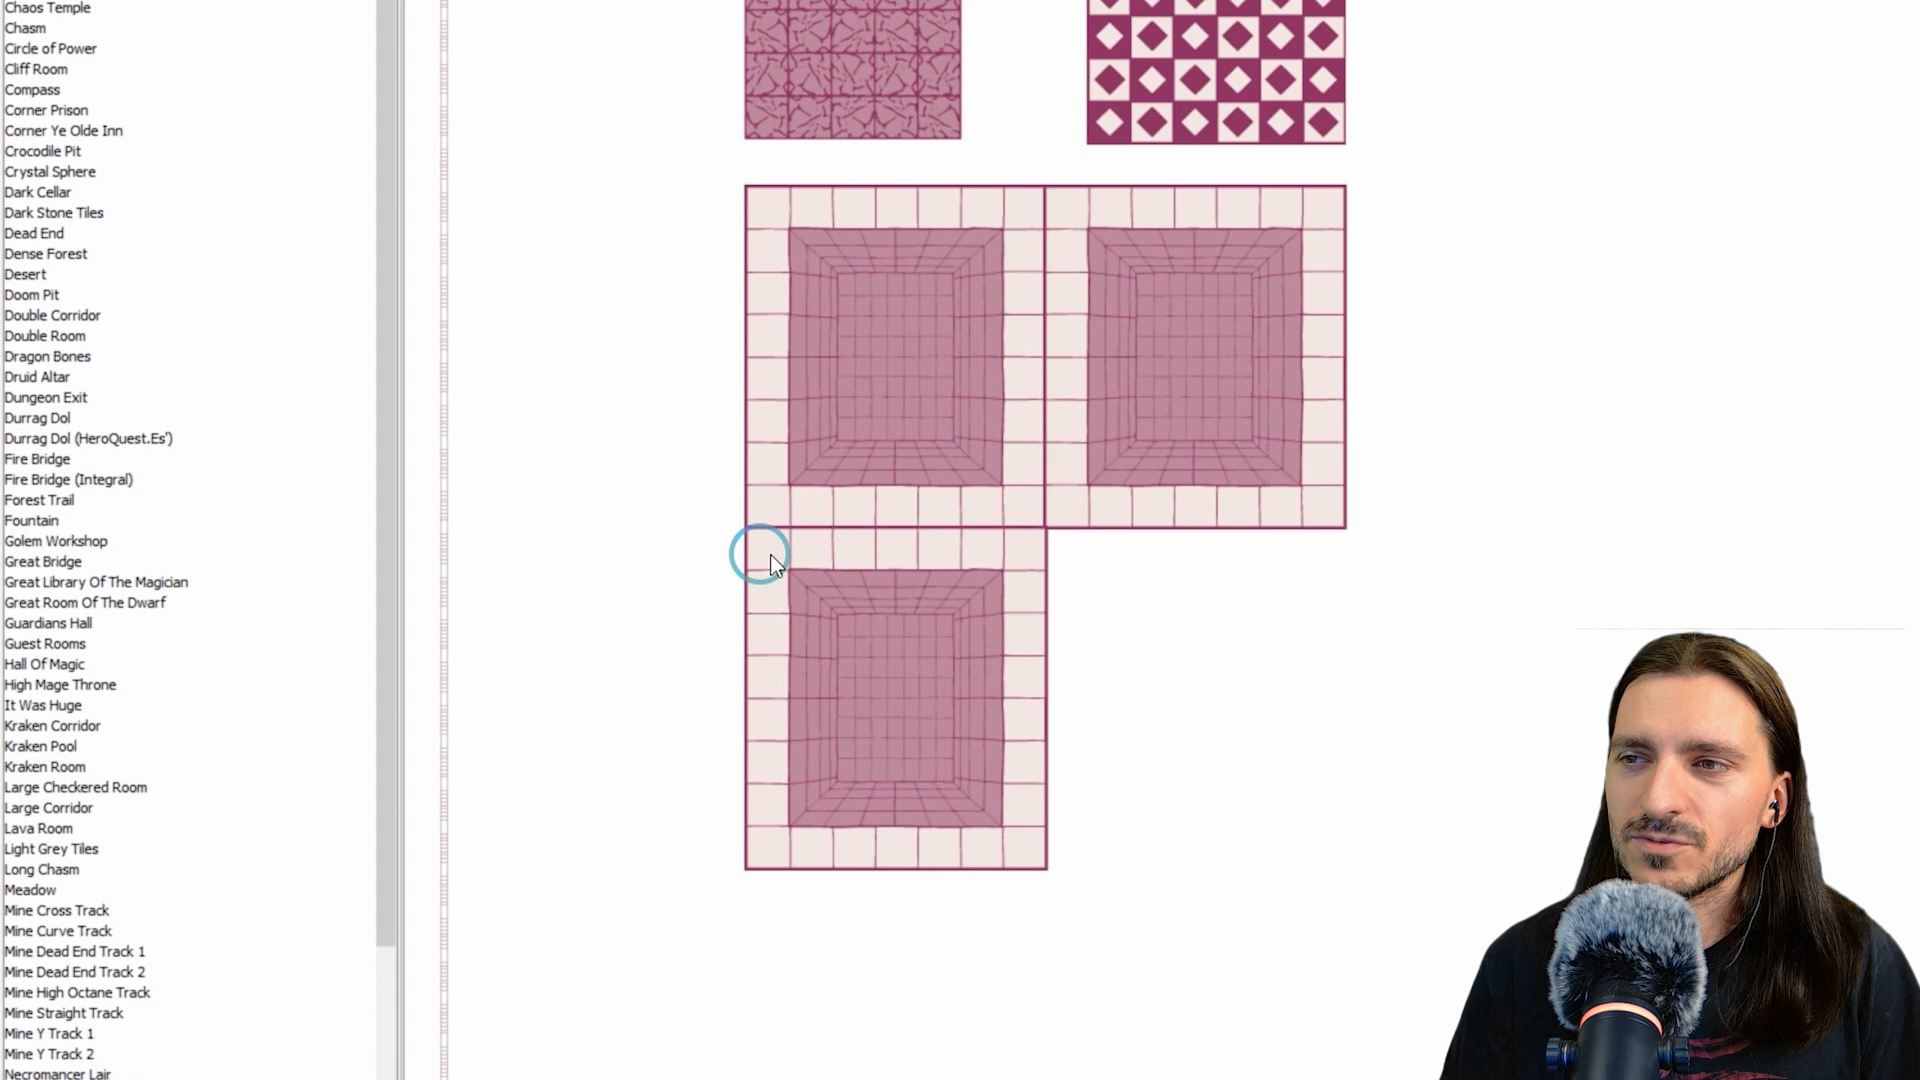 Chaos Temple
Chasm
Circle of Power
Cliff Room
Compass
Corner Prison
Corner Ye Olde Inn
Crocodile Pit
Crystal Sphere
Dark Cellar
Dark Stone Tiles
Dead End
Dense Forest
Desert
Doom Pit
Double Corridor
Double Room
Dragon Bones
Druid Altar
Dungeon Exit
Durrag Dol
Durrag Dol (HeroQuest.Es')
Fire Bridge
Fire Bridge (Integral)
Forest Trail
Fountain
Golem Workshop
Great Bridge
Great Library Of The Magician
Great Room Of The Dwarf
Guardians Hall
Guest Rooms
Hall Of Magic
High Mage Throne
It Was Huge
Kraken Corridor
Kraken Pool
Kraken Room
Large Checkered Room
Large Corridor
Lava Room
Light Grey Tiles
Long Chasm
Meadow
Mine Cross Track
Mine Curve Track
Mine Dead End Track 1
Mine Dead End Track 2
Mine High Octane Track
Mine Straight Track
Mine Y Track 1
Mine Y Track 2
Necromancer Lair